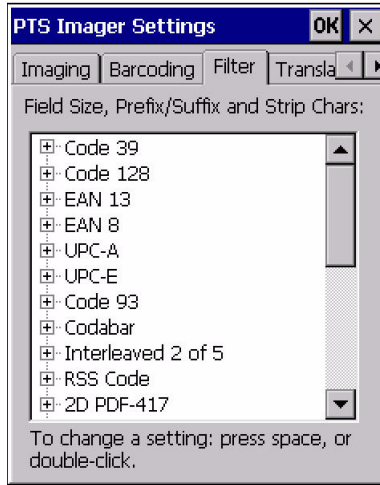 PTS Imager Settings OK ×
Imaging Barcoding Filter Transla
Field Size, Prefix/Suffix and Strip Chars:
Code 39
Code 128
EAN 13
EAN 8
UPC-A
UPC-E
Code 93
Codabar
Interleaved 2 of 5
RSS Code
2D PDF-417
To change a setting: press space, or
double-click.